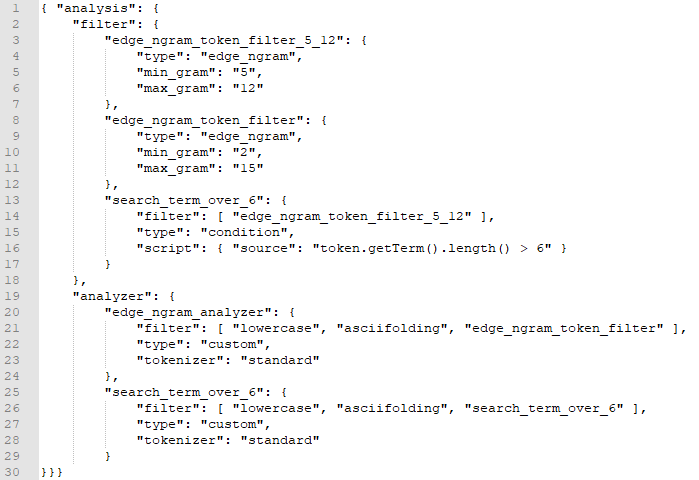 1 { "analysis": {
2     "filter": {
3         "edge_ngram_token_filter_5_12": {
4             "type": "edge_ngram",
5             "min_gram": "5",
6             "max_gram": "12"
7         },
8         "edge_ngram_token_filter": {
9             "type": "edge_ngram",
10             "min_gram": "2",
11             "max_gram": "15"
12         },
13         "search_term_over_6": {
14             "filter": [ "edge_ngram_token_filter_5_12" ],
15             "type": "condition",
16             "script": { "source": "token.getTerm().length() > 6" }
17         }
18     },
19     "analyzer": {
20         "edge_ngram_analyzer": {
21             "filter": [ "lowercase", "asciifolding", "edge_ngram_token_filter" ],
22             "type": "custom",
23             "tokenizer": "standard"
24         },
25         "search_term_over_6": {
26             "filter": [ "lowercase", "asciifolding", "search_term_over_6" ],
27             "type": "custom",
28             "tokenizer": "standard"
29         }
30 }}}